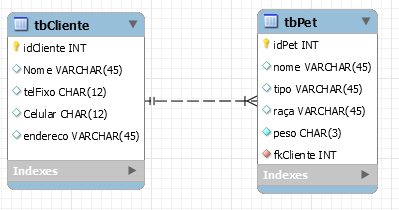 tbCliente
idCliente INT
Nome VARCHAR(45)
telFixo CHAR(12)
Celular CHAR(12)
endereco VARCHAR(45)
Indexes
tbPet
idPet INT
nome VARCHAR(45)
tipo VARCHAR(45)
raça VARCHAR(45)
peso CHAR(3)
fkCliente INT
Indexes